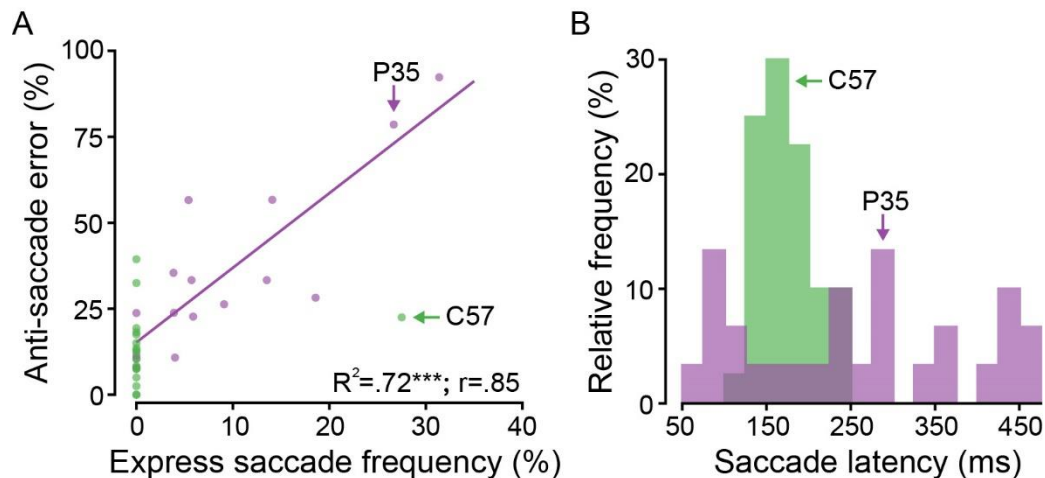 A
Anti-saccade error (%)
100
75
50
25
0
P35
C57
R²=.72***; r=.85
0 10 20 30 40
Express saccade frequency (%)
B
Relative frequency (%)
30
20
10
0
C57
P35
50 150 250 350 450
Saccade latency (ms)